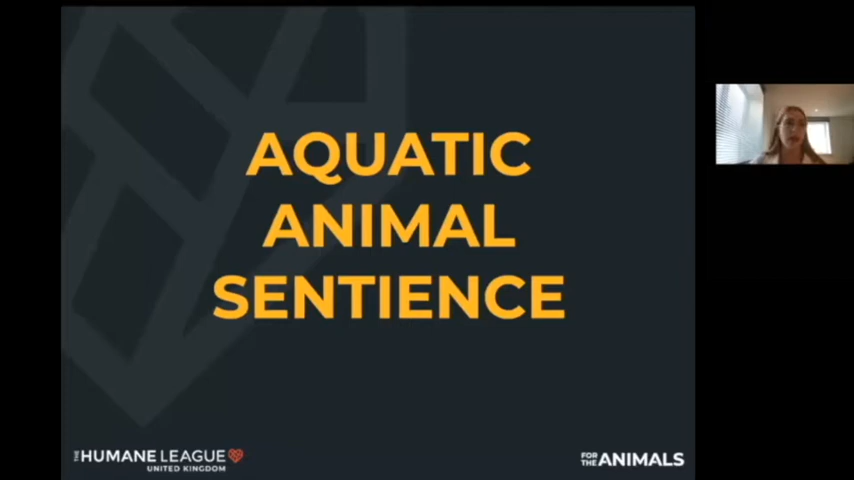 AQUATIC
ANIMAL
SENTIENCE
THE HUMANE LEAGUE
UNITED KINGDOM
FOR THE ANIMALS